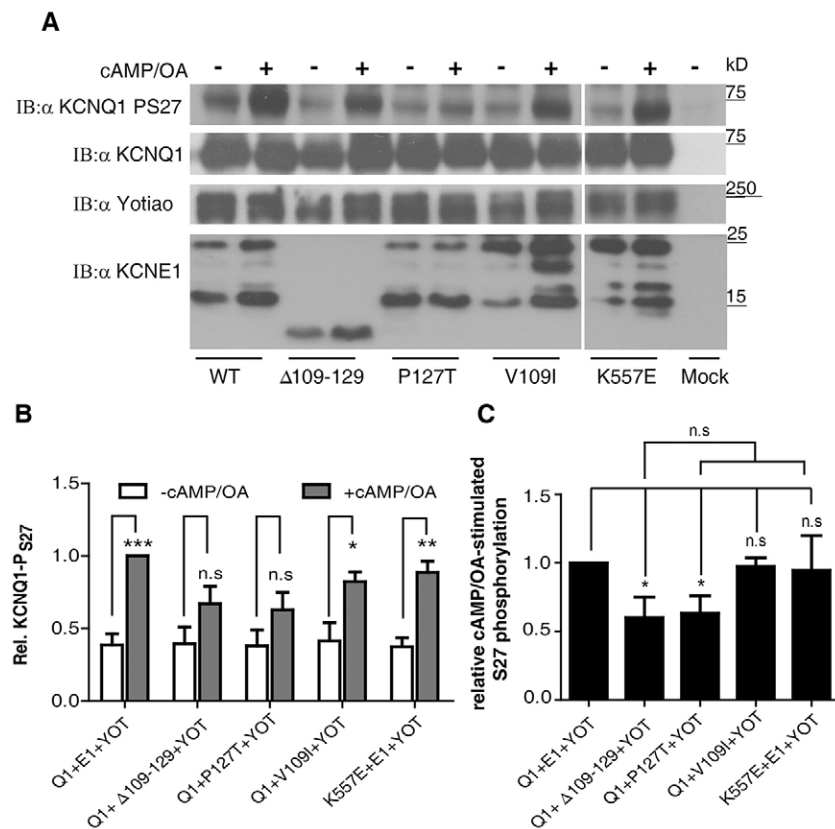 A
cAMP/OA - + - + - + - + - + - kD
IB:α KCNQ1 PS27 75
IB:α KCNQ1 75
IB:α Yotiao 250
IB:α KCNE1 25
15
WT Δ109-129 P127T V109I K557E Mock
B
-cAMP/OA +cAMP/OA
Rel. KCNQ1-PS27
1.5
1.0
0.5
0.0
*** n.s n.s * **
Q1+E1+YOT
Q1+ Δ109-129+YOT
Q1+P127T+YOT
Q1+V109I+YOT
K557E+E1+YOT
C
n.s
relative cAMP/OA-stimulated
S27 phosphorylation
1.5
1.0
0.5
0.0
* * n.s n.s
Q1+E1+YOT
Q1+ Δ109-129+YOT
Q1+P127T+YOT
Q1+V109I+YOT
K557E+E1+YOT